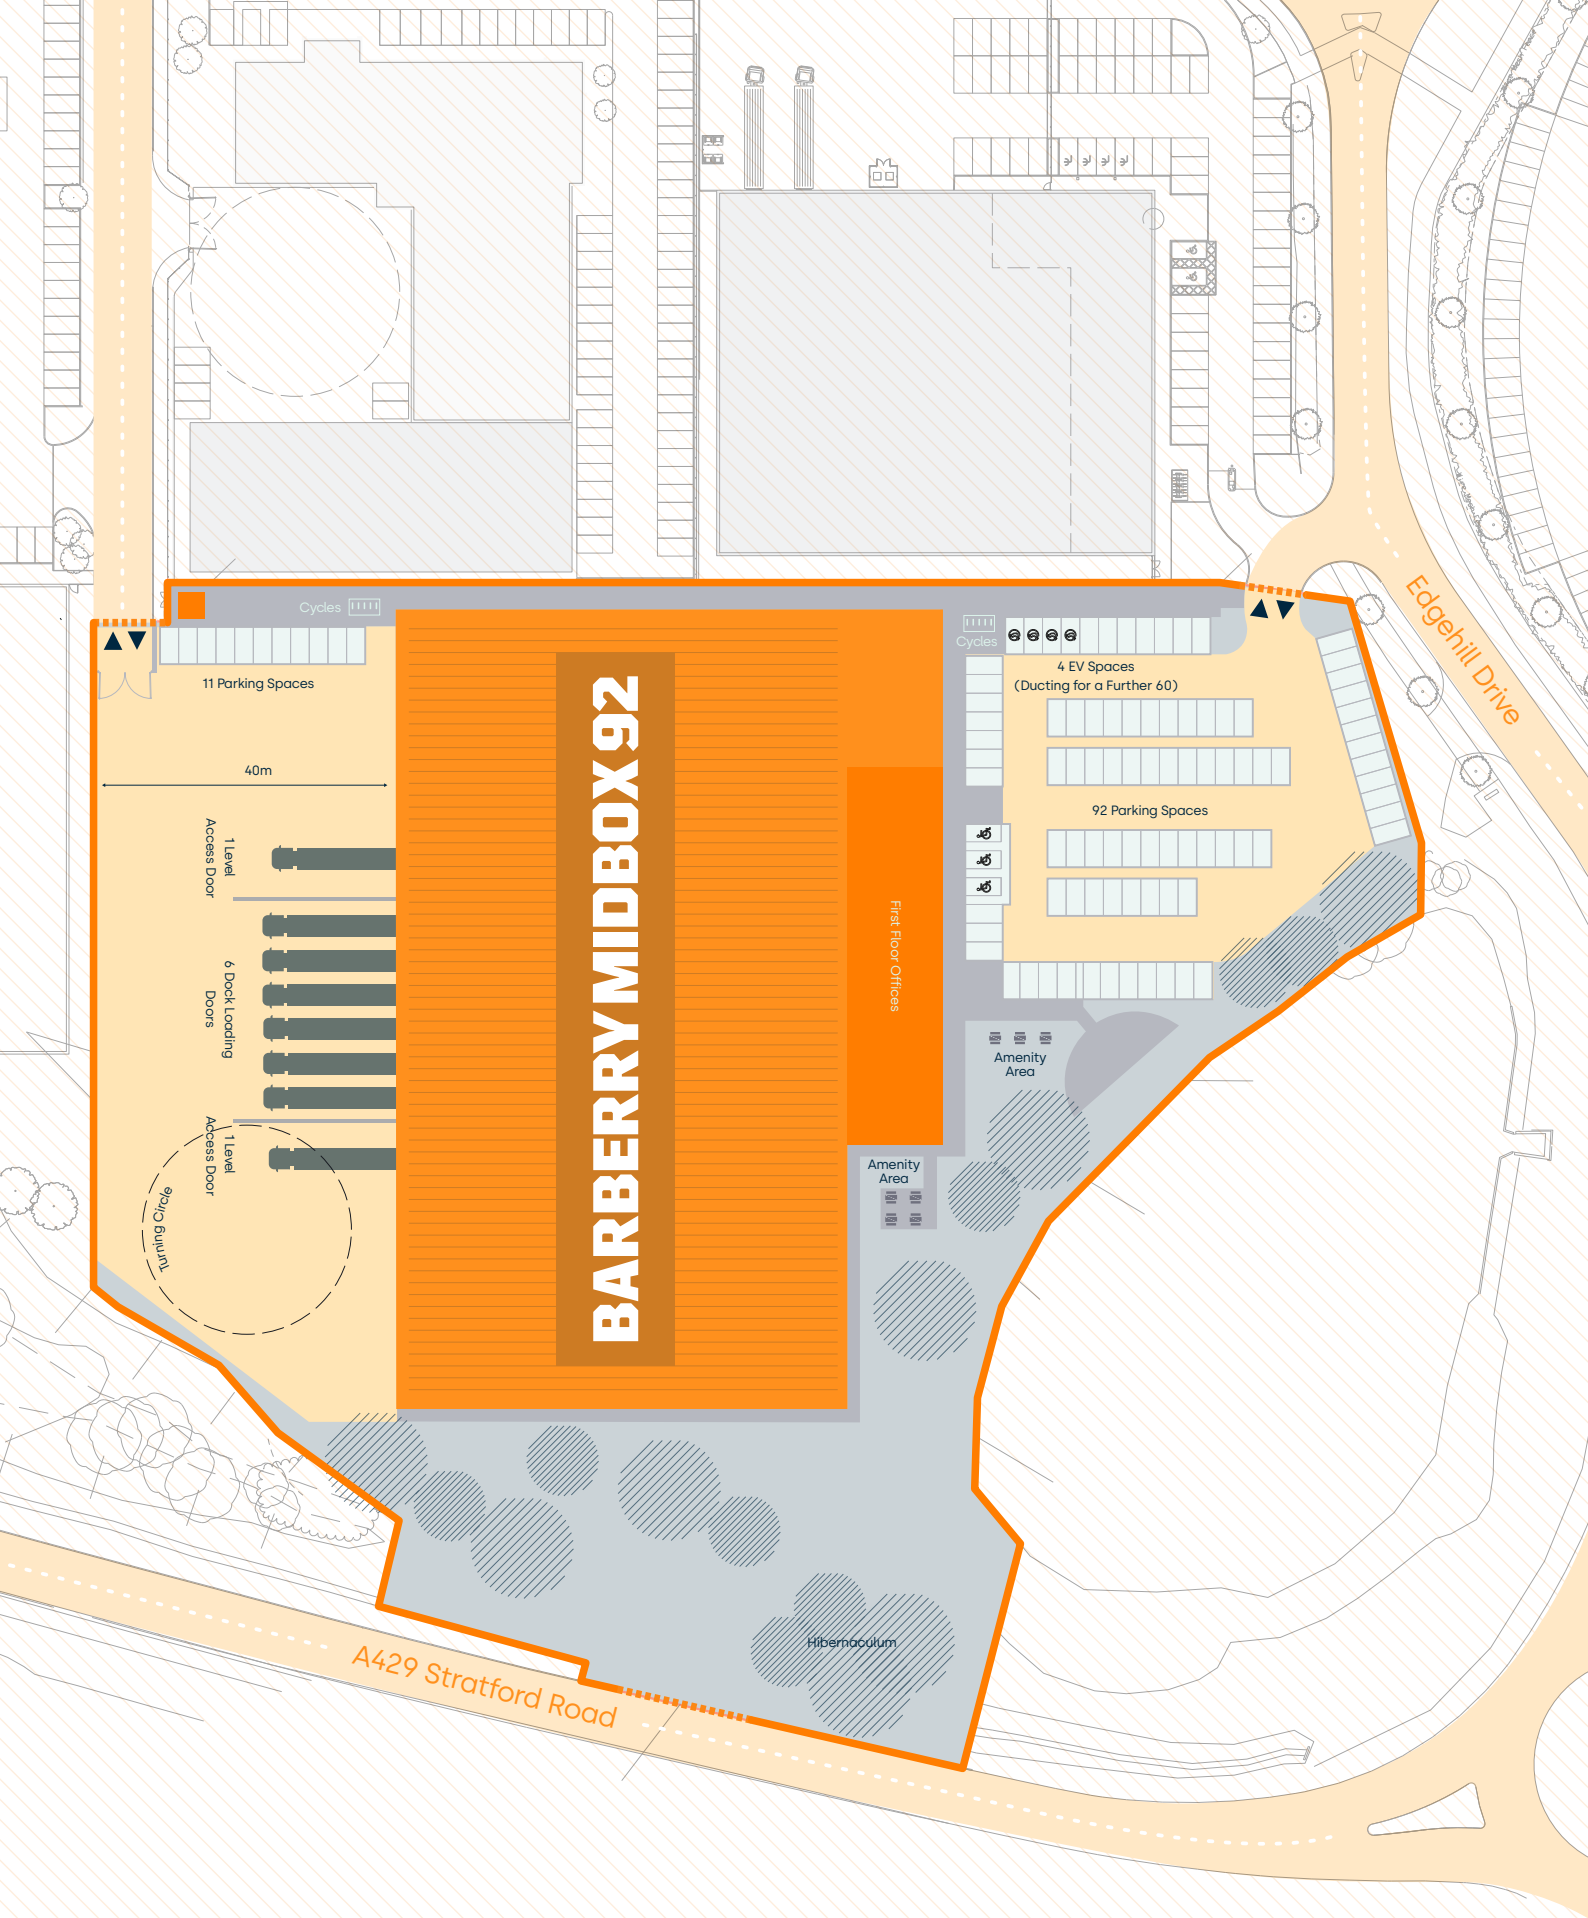 Cycles
Cycles
11 Parking Spaces
4 EV Spaces
(Ducting for a Further 60)
Edgehill Drive
40m
92 Parking Spaces
1 Level
Access Door
BARBERRY MIDBOX 92
First Floor Offices
6 Dock Loading
Doors
Amenity
Area
1 Level
Access Door
Amenity
Area
Turning Circle
Hibernaculum
A429 Stratford Road